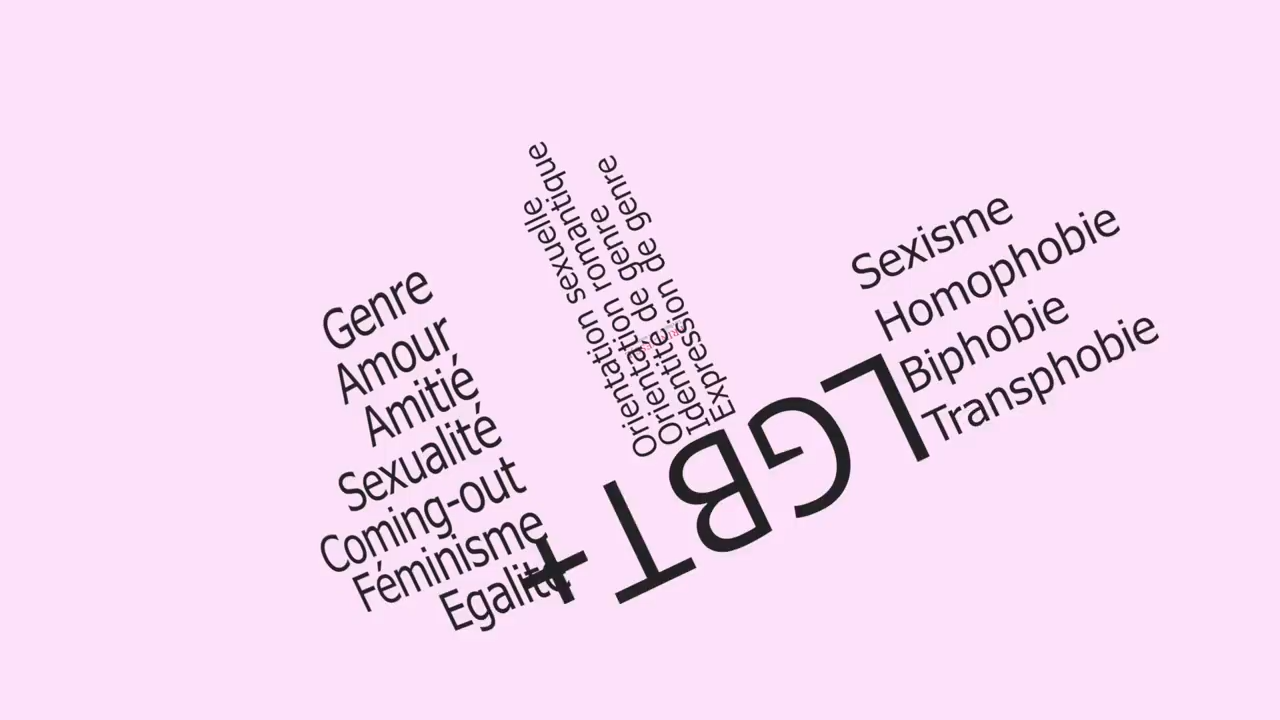 Genre
Amour
Amitié
Sexualité
Coming-out
Féminisme
Egalité
Orientation sexuelle
Orientation romantique
Identité de genre
Expression de genre
LGBT+
Sexisme
Homophobie
Biphobie
Transphobie